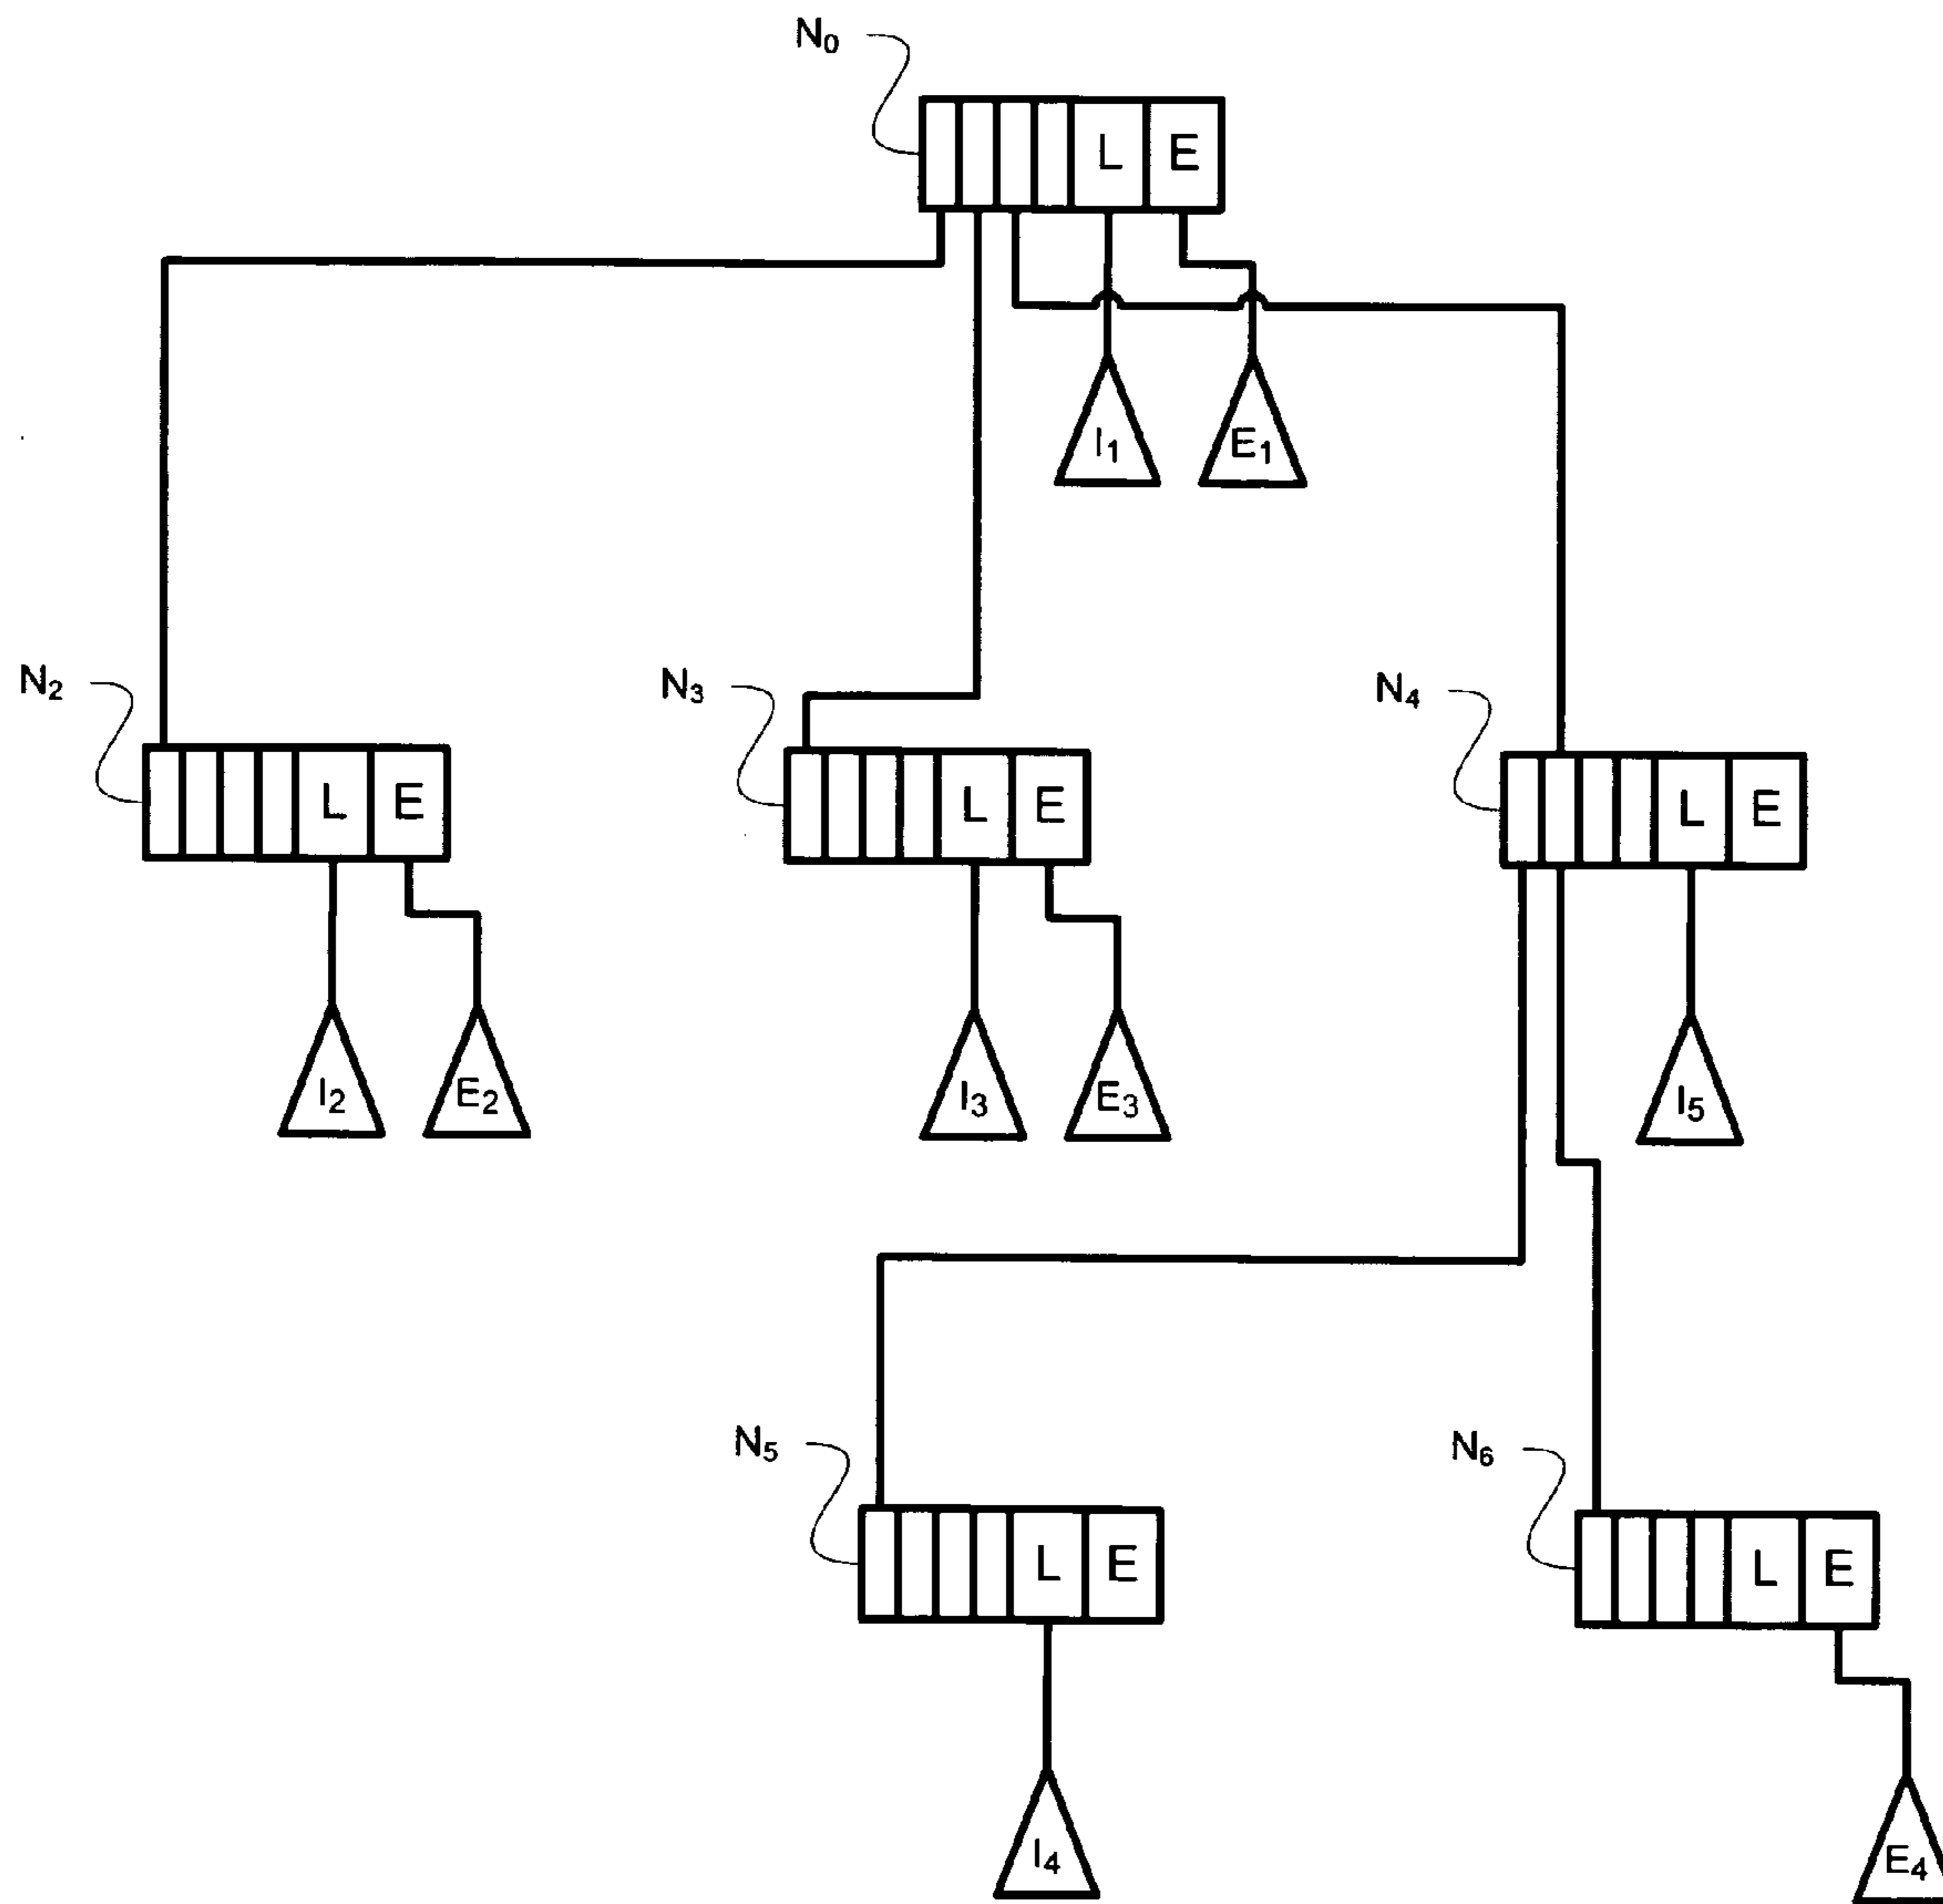 N₀
L E
I₁ E₁
N₂ N₃ N₄
L E L E L E
I₂ E₂ I₃ E₃ I₅
N₅ N₆
L E L E
I₄ E₄